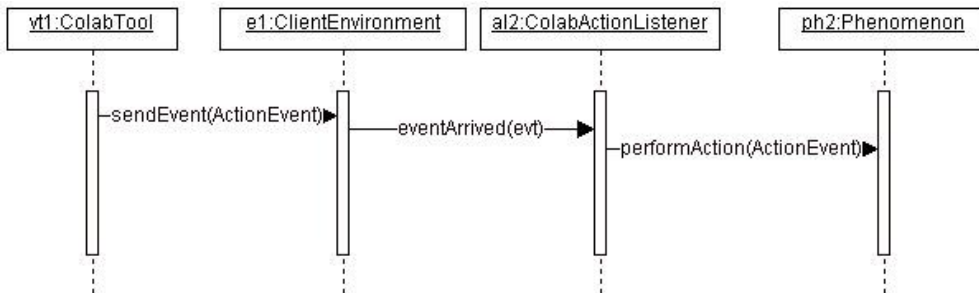 vt1:ColabTool
e1:ClientEnvironment
al2:ColabActionListener
ph2:Phenomenon
sendEvent(ActionEvent)
eventArrived(evt)
performAction(ActionEvent)